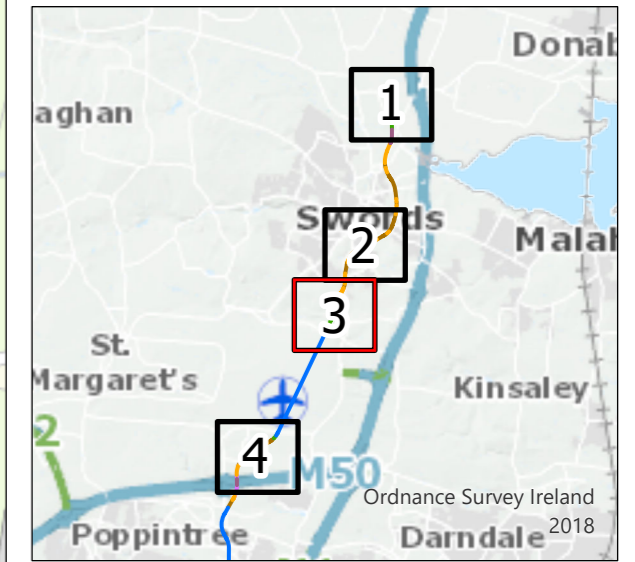 Donab
1
aghan
Swords
2
Malah
3
St.
Margaret's
Kinsaley
2
4
M50
Ordnance Survey Ireland
2018
Poppintree
Darndale